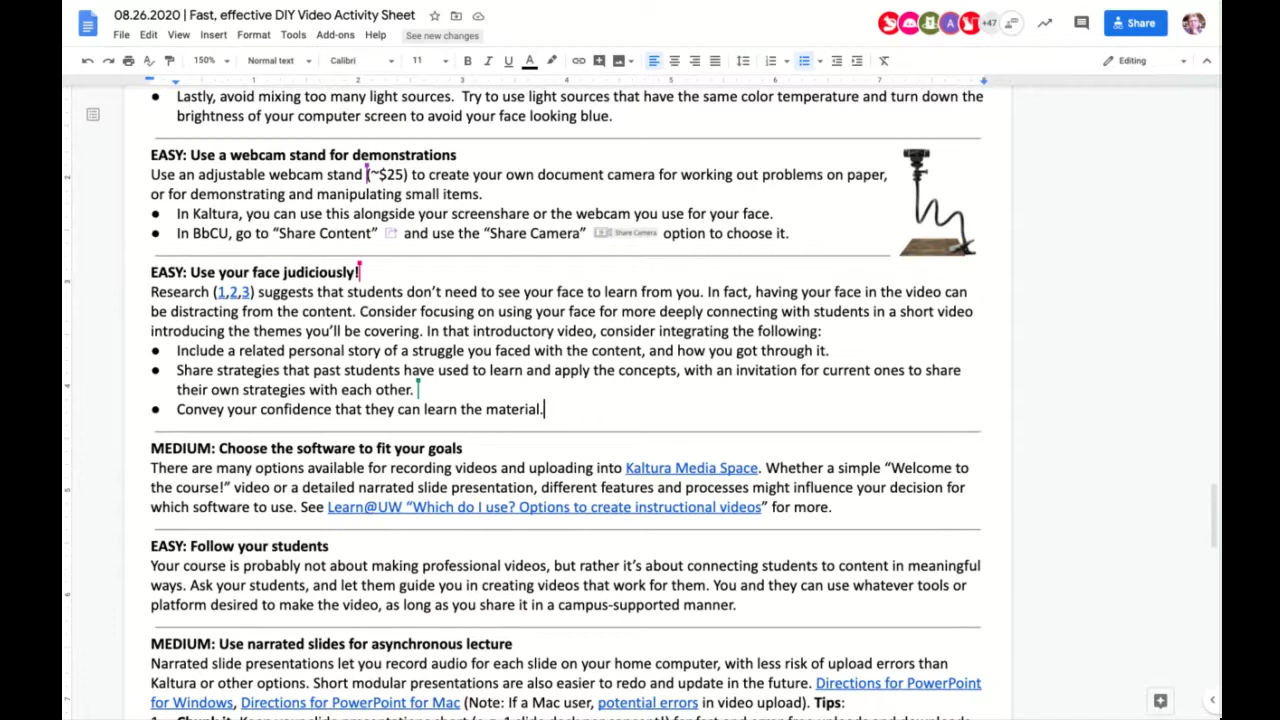 08.26.2020 | Fast, effective DIY Video Activity Sheet
A
+47
Share
File Edit View Insert Format Tools Add-ons Help See new changes
150% Normal text Calibri 11 B I U A Editing
1 2 3 4 5 6 7
● Lastly, avoid mixing too many light sources. Try to use light sources that have the same color temperature and turn down the
brightness of your computer screen to avoid your face looking blue.
EASY: Use a webcam stand for demonstrations
Use an adjustable webcam stand (~$25) to create your own document camera for working out problems on paper,
or for demonstrating and manipulating small items.
● In Kaltura, you can use this alongside your screenshare or the webcam you use for your face.
● In BbCU, go to “Share Content” and use the “Share Camera” Share Camera option to choose it.
EASY: Use your face judiciously!
Research (1,2,3) suggests that students don’t need to see your face to learn from you. In fact, having your face in the video can
be distracting from the content. Consider focusing on using your face for more deeply connecting with students in a short video
introducing the themes you’ll be covering. In that introductory video, consider integrating the following:
● Include a related personal story of a struggle you faced with the content, and how you got through it.
● Share strategies that past students have used to learn and apply the concepts, with an invitation for current ones to share
their own strategies with each other.
● Convey your confidence that they can learn the material.
MEDIUM: Choose the software to fit your goals
There are many options available for recording videos and uploading into Kaltura Media Space. Whether a simple “Welcome to
the course!” video or a detailed narrated slide presentation, different features and processes might influence your decision for
which software to use. See Learn@UW “Which do I use? Options to create instructional videos” for more.
EASY: Follow your students
Your course is probably not about making professional videos, but rather it’s about connecting students to content in meaningful
ways. Ask your students, and let them guide you in creating videos that work for them. You and they can use whatever tools or
platform desired to make the video, as long as you share it in a campus-supported manner.
MEDIUM: Use narrated slides for asynchronous lecture
Narrated slide presentations let you record audio for each slide on your home computer, with less risk of upload errors than
Kaltura or other options. Short modular presentations are also easier to redo and update in the future. Directions for PowerPoint
for Windows, Directions for PowerPoint for Mac (Note: If a Mac user, potential errors in video upload). Tips: